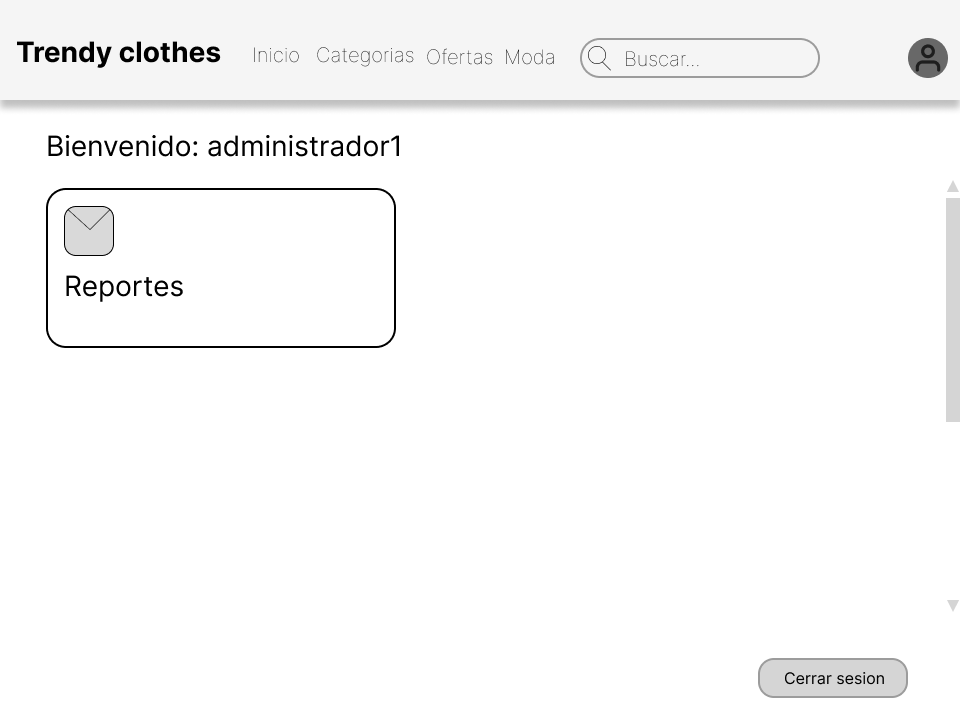 Trendy clothes Inicio Categorias Ofertas Moda Buscar...
Bienvenido: administrador1
Reportes
Cerrar sesion